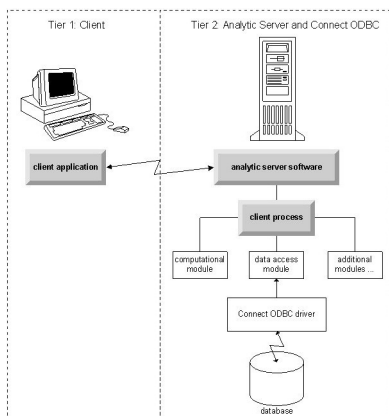 Tier 1: Client
Tier 2: Analytic Server and Connect ODBC
client application
analytic server software
client process
computational
module
data access
module
additional
modules ...
Connect ODBC driver
database